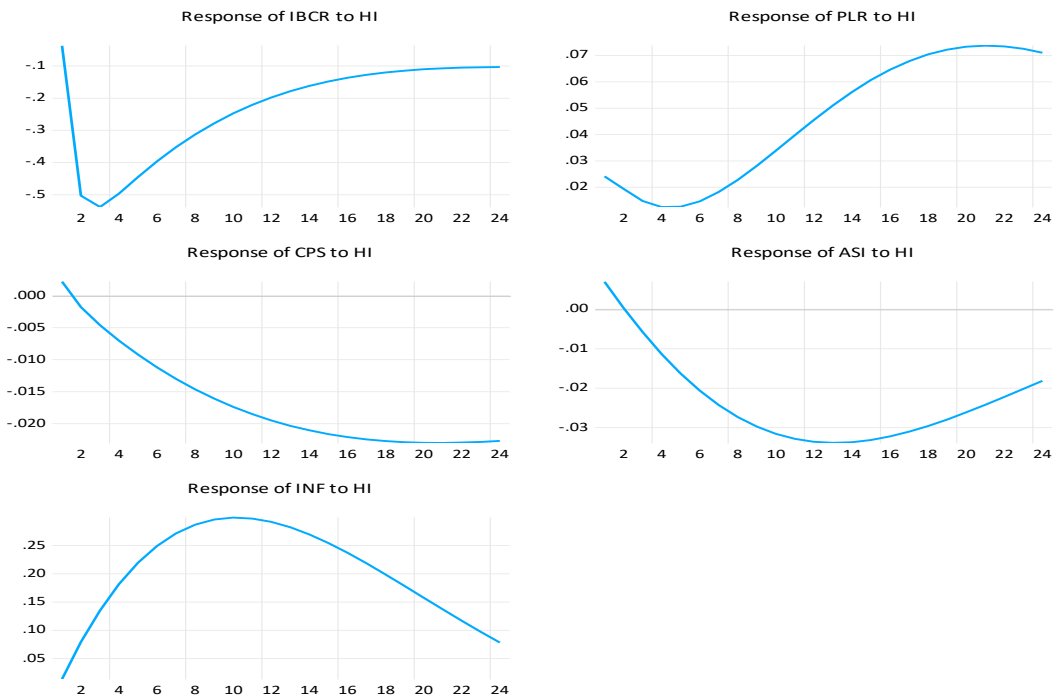 Response of IBCR to HI
-.1
-.2
-.3
-.4
-.5
2 4 6 8 10 12 14 16 18 20 22 24
Response of PLR to HI
.07
.06
.05
.04
.03
.02
2 4 6 8 10 12 14 16 18 20 22 24
Response of CPS to HI
.000
-.005
-.010
-.015
-.020
2 4 6 8 10 12 14 16 18 20 22 24
Response of ASI to HI
.00
-.01
-.02
-.03
2 4 6 8 10 12 14 16 18 20 22 24
Response of INF to HI
.25
.20
.15
.10
.05
2 4 6 8 10 12 14 16 18 20 22 24